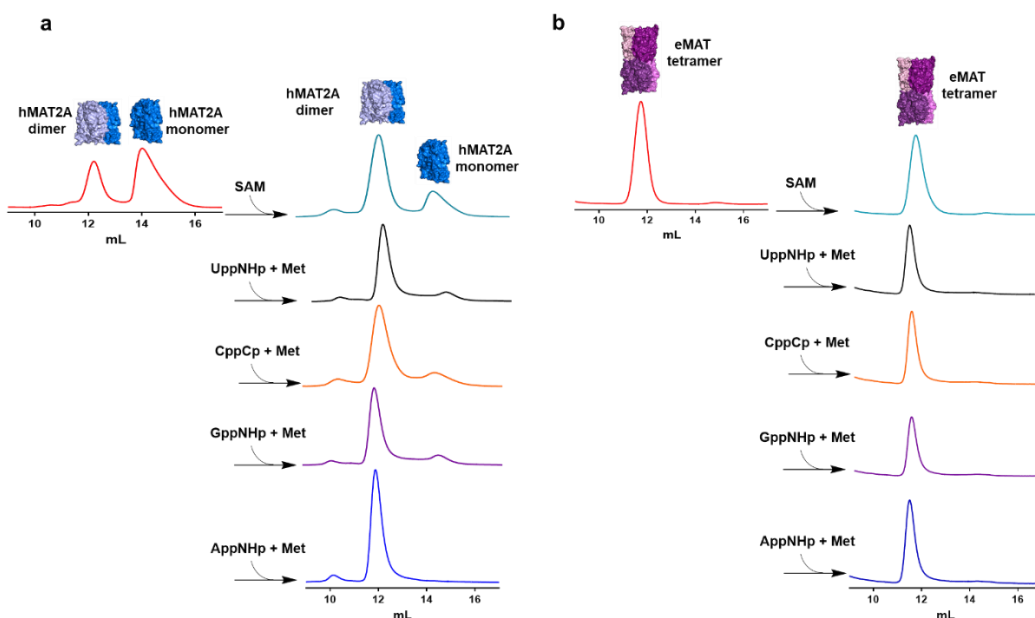 a
hMAT2A
dimer
hMAT2A
monomer
10
12
14
16
mL
SAM
hMAT2A
dimer
hMAT2A
monomer
UppNHp + Met
CppCp + Met
GppNHp + Met
AppNHp + Met
10
12
14
16
mL
b
eMAT
tetramer
10
12
14
16
mL
SAM
eMAT
tetramer
UppNHp + Met
CppCp + Met
GppNHp + Met
AppNHp + Met
10
12
14
16
mL